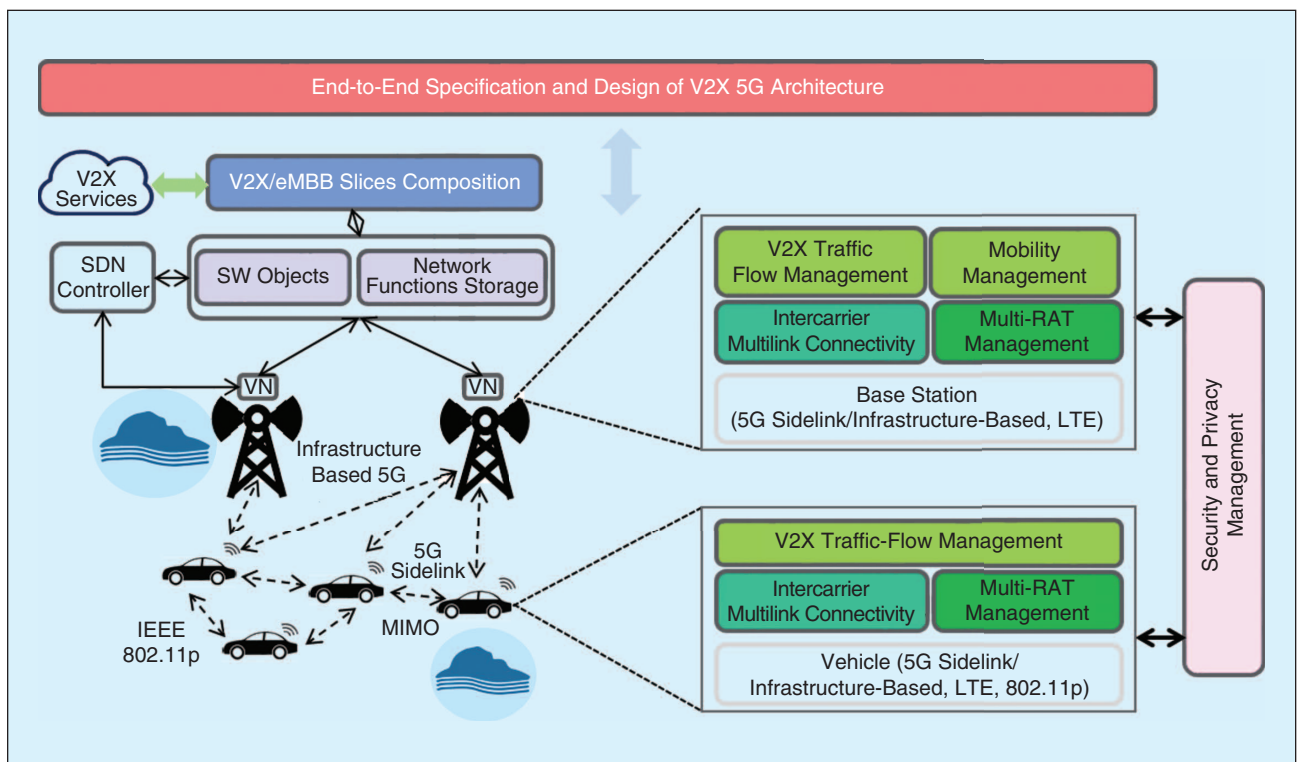 End-to-End Specification and Design of V2X 5G Architecture
V2X
Services
V2X/eMBB Slices Composition
SDN
Controller
SW Objects
Network
Functions Storage
VN
VN
Infrastructure
Based 5G
5G
Sidelink
IEEE
802.11p
MIMO
V2X Traffic
Flow Management
Mobility
Management
Intercarrier
Multilink Connectivity
Multi-RAT
Management
Base Station
(5G Sidelink/Infrastructure-Based, LTE)
V2X Traffic-Flow Management
Intercarrier
Multilink Connectivity
Multi-RAT
Management
Vehicle (5G Sidelink/
Infrastructure-Based, LTE, 802.11p)
Security and Privacy
Management